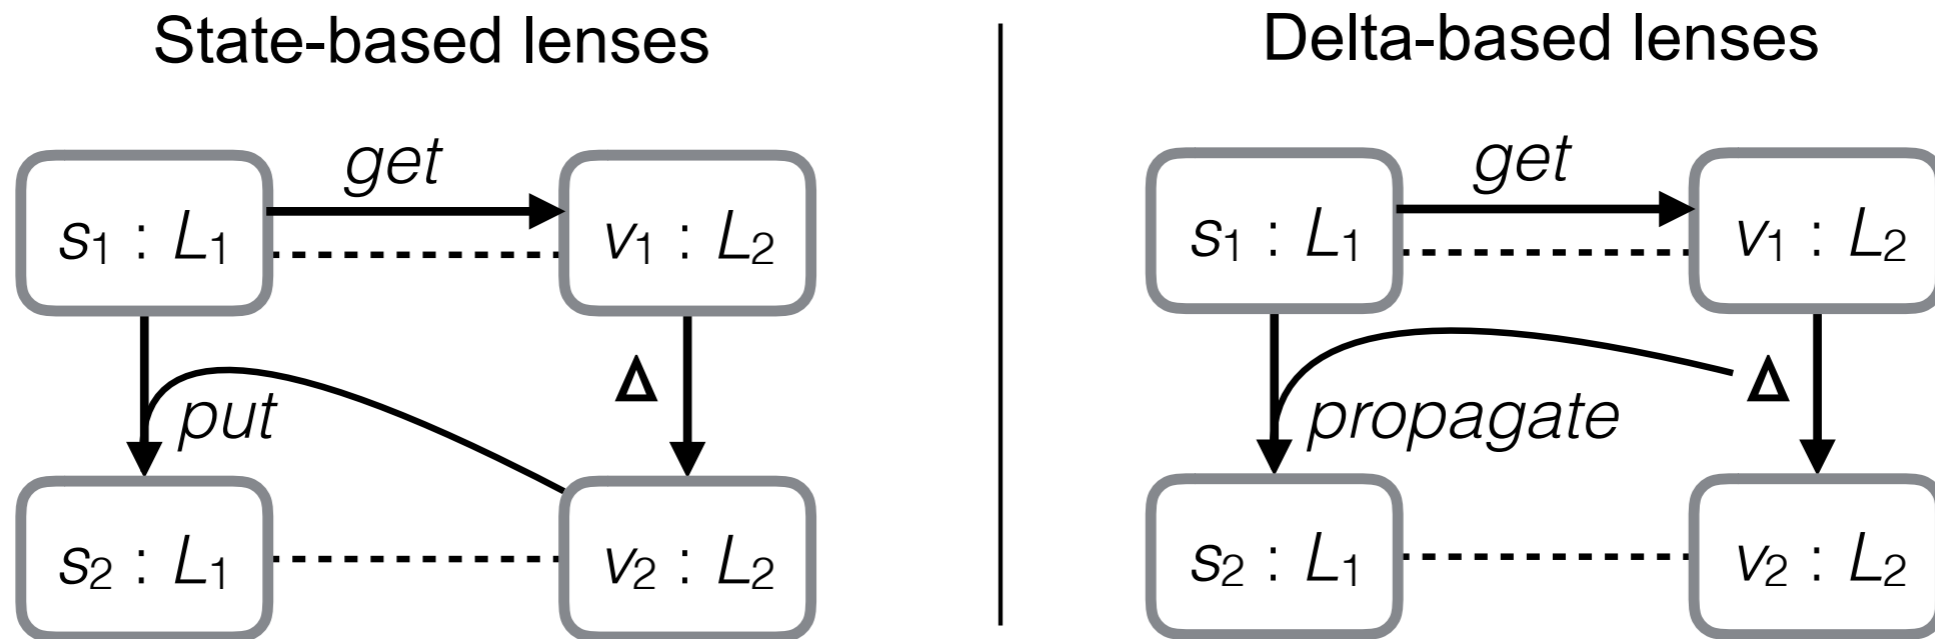 State-based lenses
get
s₁ : L₁
v₁ : L₂
Δ
put
s₂ : L₁
v₂ : L₂
Delta-based lenses
get
s₁ : L₁
v₁ : L₂
Δ
propagate
s₂ : L₁
v₂ : L₂